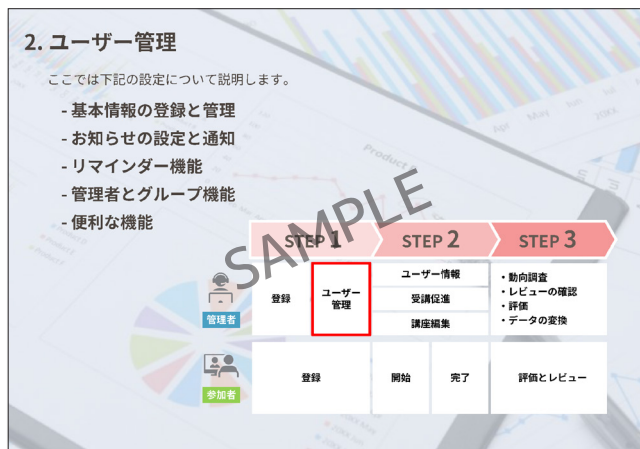 2. ユーザー管理
ここでは下記の設定について説明します。
- 基本情報の登録と管理
- お知らせの設定と通知
- リマインダー機能
- 管理者とグループ機能
- 便利な機能
SAMPLE
STEP 1
STEP 2
STEP 3
管理者
登録
ユーザー
管理
ユーザー情報
受講促進
講座編集
・動向調査
・レビューの確認
・評価
・データの変換
参加者
登録
開始
完了
評価とレビュー
Product
Apr
May
Jun
Jul
20XX